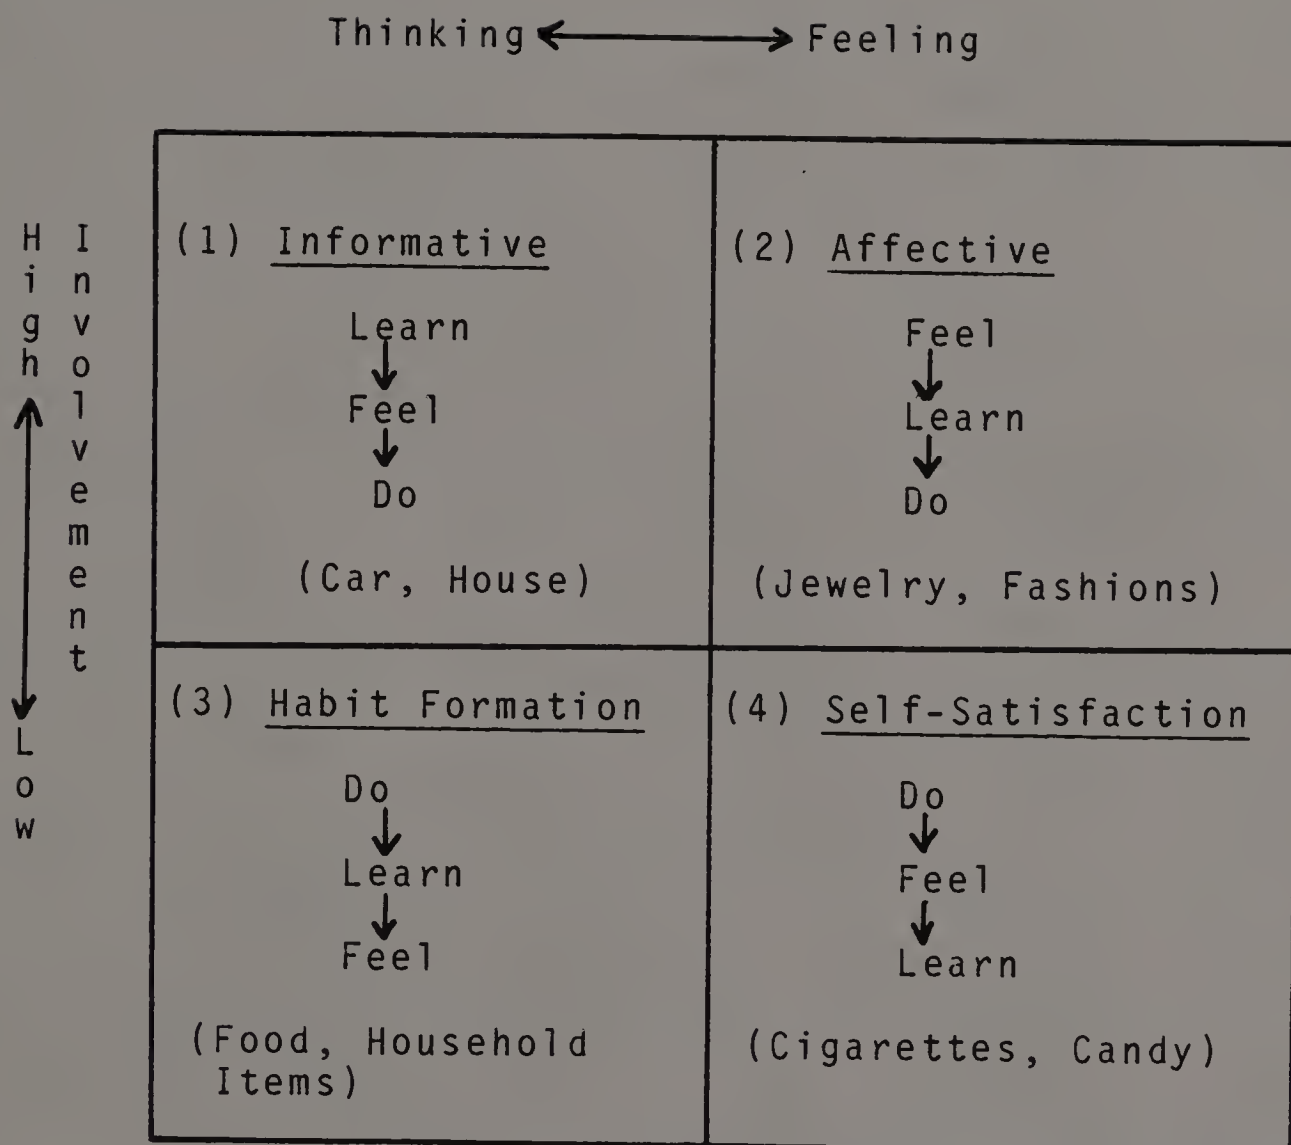 Thinking Feeling
High Involvement Low
(1) Informative
Learn
Feel
Do
(Car, House)
(2) Affective
Feel
Learn
Do
(Jewelry, Fashions)
(3) Habit Formation
Do
Learn
Feel
(Food, Household
Items)
(4) Self-Satisfaction
Do
Feel
Learn
(Cigarettes, Candy)